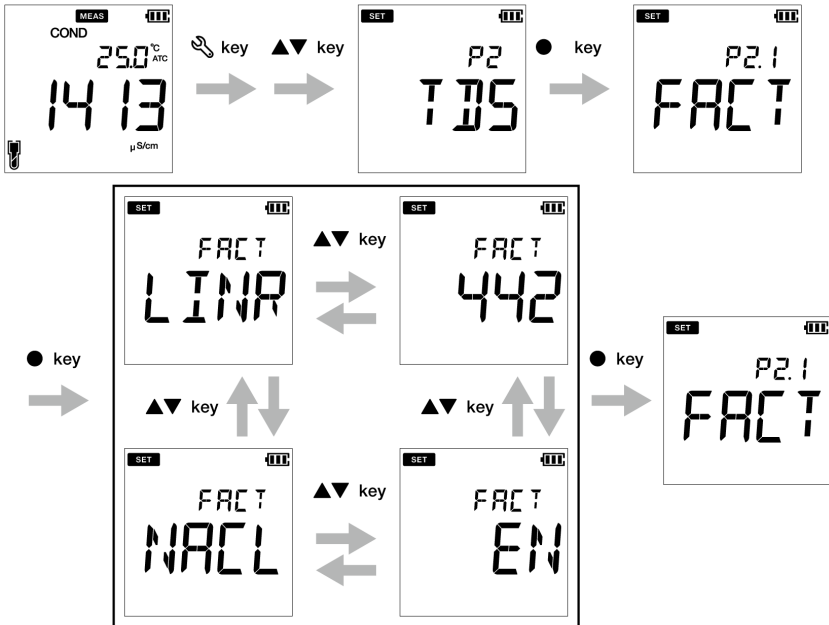 MEAS
COND
25.0 °C
ATC
1413
µS/cm
key
▲▼ key
SET
P2
TDS
● key
SET
P2.1
FACT
● key
SET
FACT
LINR
▲▼ key
SET
FACT
442
▲▼ key
▲▼ key
SET
FACT
NACL
▲▼ key
SET
FACT
EN
● key
SET
P2.1
FACT